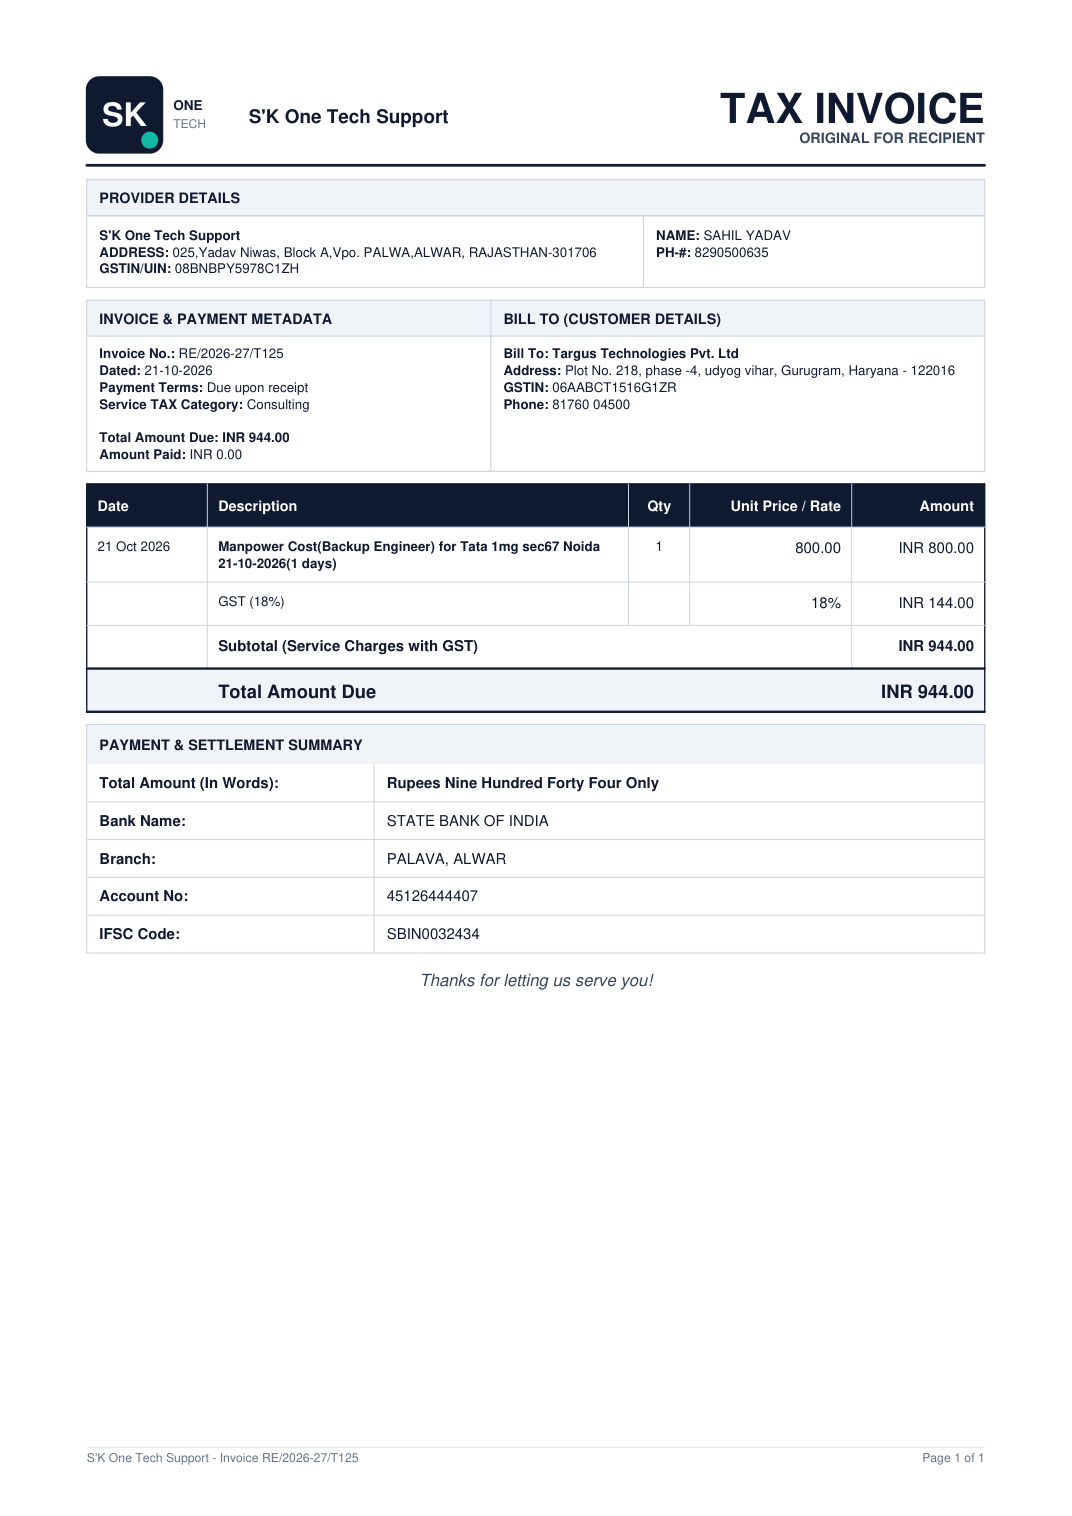 SK
ONE
TECH
S'K One Tech Support
TAX INVOICE
ORIGINAL FOR RECIPIENT
PROVIDER DETAILS
S'K One Tech Support
ADDRESS: 025,Yadav Niwas, Block A,Vpo. PALWA,ALWAR, RAJASTHAN-301706
GSTIN/UIN: 08BNBPY5978C1ZH
NAME: SAHIL YADAV
PH-#: 8290500635
INVOICE & PAYMENT METADATA
Invoice No.: RE/2026-27/T125
Dated: 21-10-2026
Payment Terms: Due upon receipt
Service TAX Category: Consulting
Total Amount Due: INR 944.00
Amount Paid: INR 0.00
BILL TO (CUSTOMER DETAILS)
Bill To: Targus Technologies Pvt. Ltd
Address: Plot No. 218, phase -4, udyog vihar, Gurugram, Haryana - 122016
GSTIN: 06AABCT1516G1ZR
Phone: 81760 04500
Date Description Qty Unit Price / Rate Amount
21 Oct 2026 Manpower Cost(Backup Engineer) for Tata 1mg sec67 Noida 1 800.00 INR 800.00
21-10-2026(1 days)
GST (18%) 18% INR 144.00
Subtotal (Service Charges with GST) INR 944.00
Total Amount Due INR 944.00
PAYMENT & SETTLEMENT SUMMARY
Total Amount (In Words): Rupees Nine Hundred Forty Four Only
Bank Name: STATE BANK OF INDIA
Branch: PALAVA, ALWAR
Account No: 45126444407
IFSC Code: SBIN0032434
Thanks for letting us serve you!
S'K One Tech Support - Invoice RE/2026-27/T125 Page 1 of 1